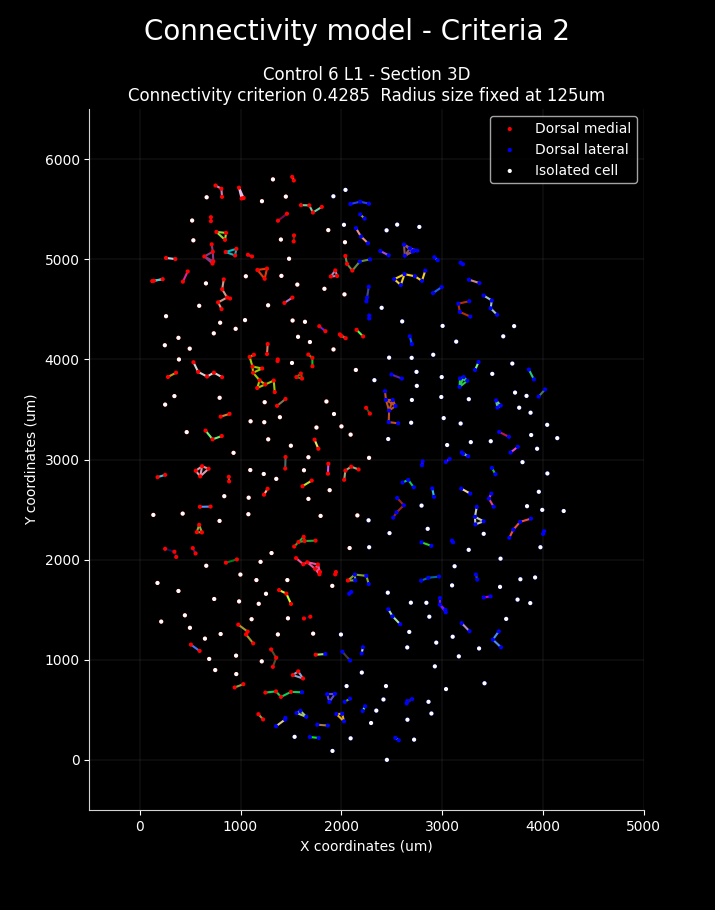 Connectivity model - Criteria 2
Control 6 L1 - Section 3D
Connectivity criterion 0.4285  Radius size fixed at 125um
Dorsal medial
Dorsal lateral
Isolated cell
6000
5000
4000
3000
2000
1000
0
Y coordinates (um)
0 1000 2000 3000 4000 5000
X coordinates (um)